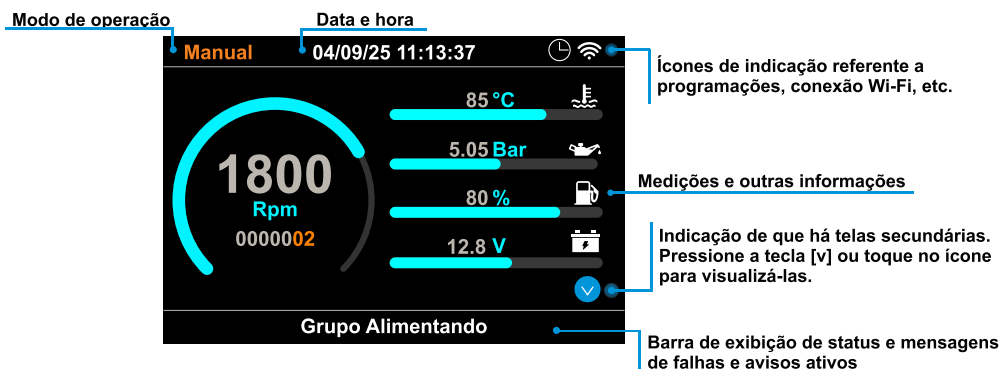 Modo de operação
Data e hora
Manual
04/09/25 11:13:37
Ícones de indicação referente a
programações, conexão Wi-Fi, etc.
85 °C
5.05 Bar
1800
Rpm
00000002
80 %
Medições e outras informações
12.8 V
Indicação de que há telas secundárias.
Pressione a tecla [v] ou toque no ícone
para visualizá-las.
Grupo Alimentando
Barra de exibição de status e mensagens
de falhas e avisos ativos